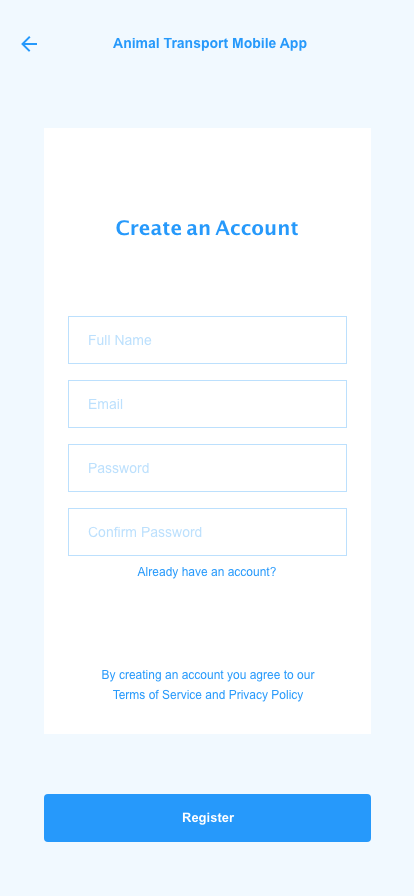 Animal Transport Mobile App
Create an Account
Full Name
Email
Password
Confirm Password
Already have an account?
By creating an account you agree to our
Terms of Service and Privacy Policy
Register